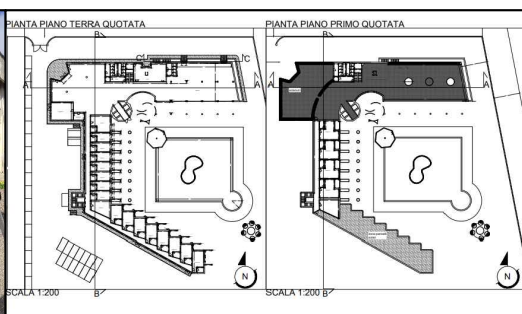 PIANTA PIANO TERRA QUOTATA
B
C
'C
A
A
N
SCALA 1:200
B
PIANTA PIANO PRIMO QUOTATA
B
A
A
N
SCALA 1:200
B